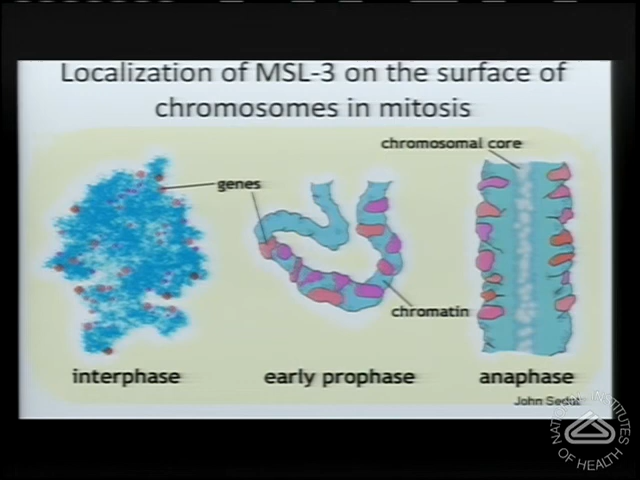 Localization of MSL-3 on the surface of
chromosomes in mitosis
chromosomal core
genes
chromatin
interphase
early prophase
anaphase
John Sedat
NATIONAL INSTITUTES
OF HEALTH